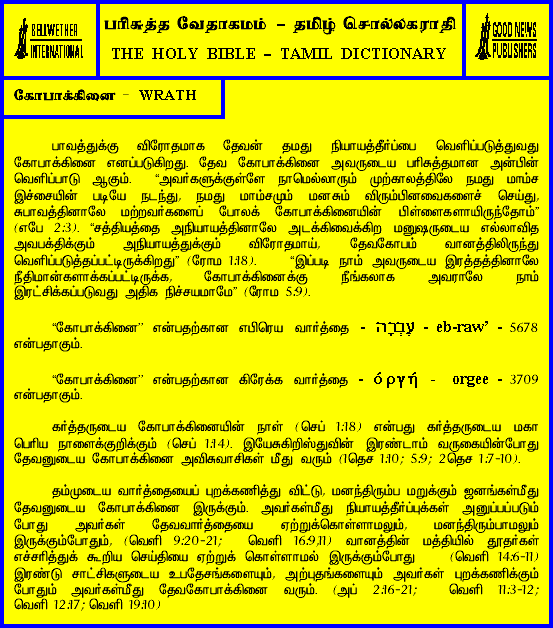 BELLWETHER
INTERNATIONAL
பரிசுத்த வேதாகமம் – தமிழ் சொல்லகராதி
THE HOLY BIBLE – TAMIL DICTIONARY
GOOD NEWS
PUBLISHERS
கோபாக்கினை - WRATH
பாவத்துக்கு விரோதமாக தேவன் தமது நியாயத்தீர்ப்பை வெளிப்படுத்துவது
கோபாக்கினை எனப்படுகிறது. தேவ கோபாக்கினை அவருடைய பரிசுத்தமான அன்பின்
வெளிப்பாடு ஆகும். “அவர்களுக்குள்ளே நாமெல்லாரும் முற்காலத்திலே நமது மாம்ச
இச்சையின் படியே நடந்து, நமது மாம்சமும் மனசும் விரும்பினவைகளைச் செய்து,
சுபாவத்தினாலே மற்றவர்களைப் போலக் கோபாக்கினையின் பிள்ளைகளாயிருந்தோம்”
(எபே 2:3). “சத்தியத்தை அநியாயத்தினாலே அடக்கிவைக்கிற மனுஷருடைய எல்லாவித
அவபக்திக்கும் அநியாயத்துக்கும் விரோதமாய், தேவகோபம் வானத்திலிருந்து
வெளிப்படுத்தப்பட்டிருக்கிறது” (ரோம 1:18). “இப்படி நாம் அவருடைய இரத்தத்தினாலே
நீதிமான்களாக்கப்பட்டிருக்க, கோபாக்கினைக்கு நீங்கலாக அவராலே நாம்
இரட்சிக்கப்படுவது அதிக நிச்சயமாமே” (ரோம 5:9).
“கோபாக்கினை” என்பதற்கான எபிரெய வார்த்தை - עֶבְרָה - eb-raw’ - 5678
என்பதாகும்.
“கோபாக்கினை” என்பதற்கான கிரேக்க வார்த்தை - όργή - orgee - 3709
என்பதாகும்.
கர்த்தருடைய கோபாக்கினையின் நாள் (செப் 1:18) என்பது கர்த்தருடைய மகா
பெரிய நாளைக்குறிக்கும் (செப் 1:14). இயேசுகிறிஸ்துவின் இரண்டாம் வருகையின்போது
தேவனுடைய கோபாக்கினை அவிசுவாசிகள் மீது வரும் (1தெச 1:10; 5:9; 2தெச 1:7-10).
தம்முடைய வார்த்தையைப் புறக்கணித்து விட்டு, மனந்திரும்ப மறுக்கும் ஜனங்கள்மீது
தேவனுடைய கோபாக்கினை இருக்கும். அவர்கள்மீது நியாயத்தீர்ப்புக்கள் அனுப்பப்படும்
போது அவர்கள் தேவவார்த்தையை ஏற்றுக்கொள்ளாமலும், மனந்திரும்பாமலும்
இருக்கும்போதும், (வெளி 9:20-21; வெளி 16:9,11) வானத்தின் மத்தியில் தூதர்கள்
எச்சரித்துக் கூறிய செய்தியை ஏற்றுக் கொள்ளாமல் இருக்கும்போது (வெளி 14:6-11)
இரண்டு சாட்சிகளுடைய உபதேசங்களையும், அற்புதங்களையும் அவர்கள் புறக்கணிக்கும்
போதும் அவர்கள்மீது தேவகோபாக்கினை வரும். (அப் 2:16-21; வெளி 11:3-12;
வெளி 12:17; வெளி 19:10)